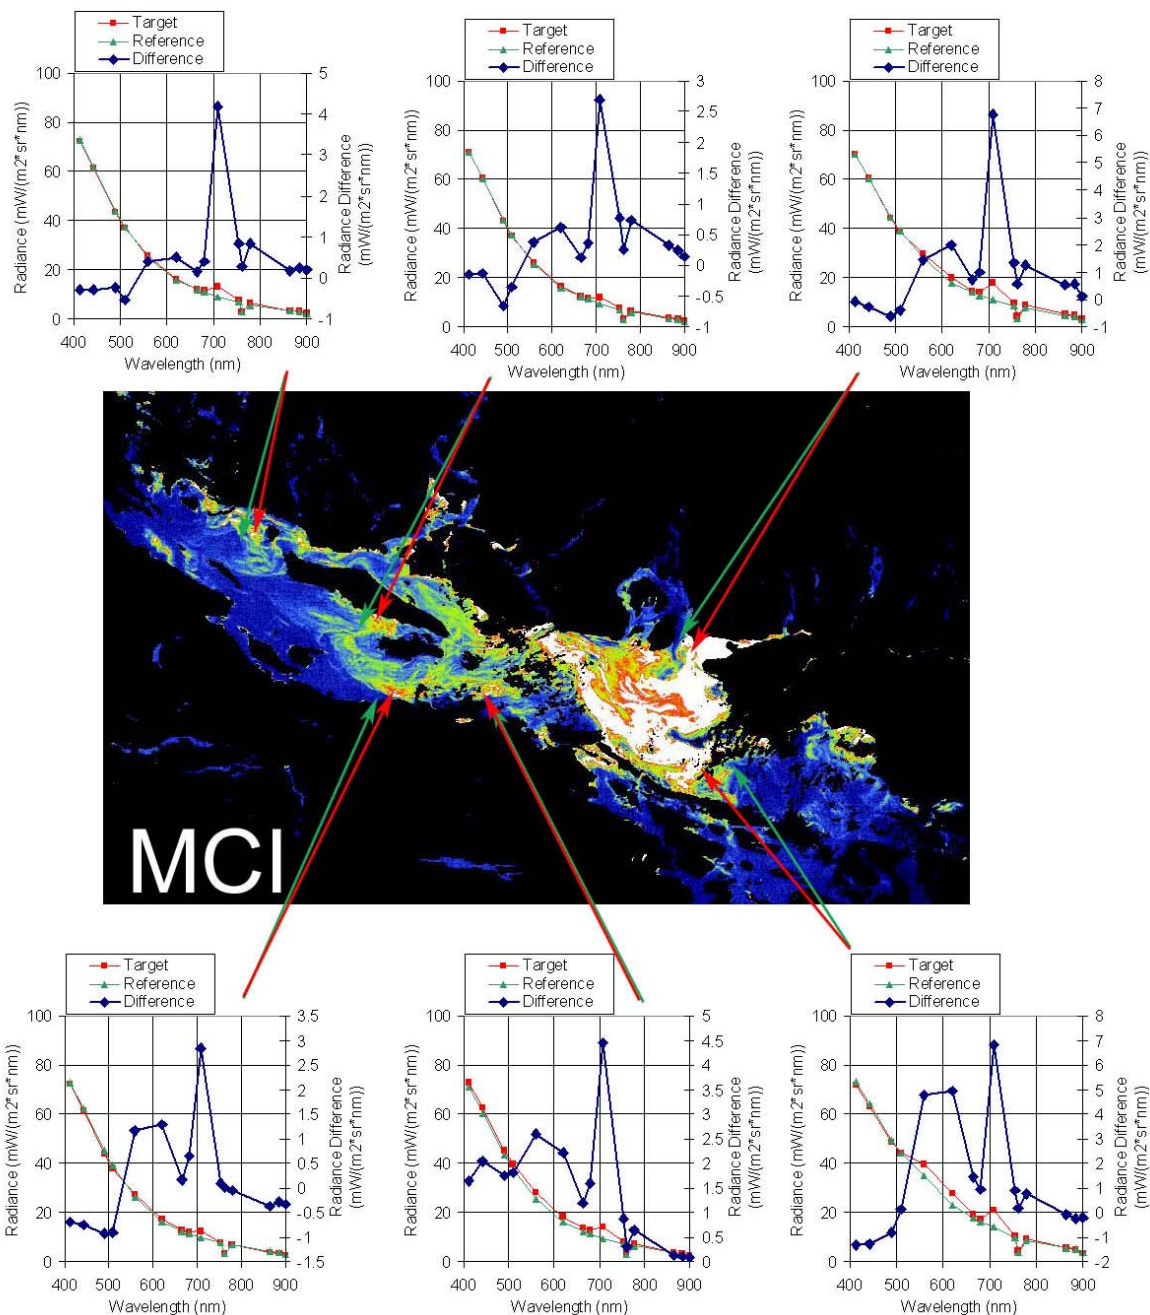 Target
Reference
Difference
Radiance (mW/(m2*sr*nm))
100
80
60
40
20
0
5
4
3
2
1
0
-1
Radiance Difference
(mW/(m2*sr*nm))
400 500 600 700 800 900
Wavelength (nm)
Target
Reference
Difference
Radiance (mW/(m2*sr*nm))
100
80
60
40
20
0
3
2.5
2
1.5
1
0.5
0
-0.5
-1
Radiance Difference
(mW/(m2*sr*nm))
400 500 600 700 800 900
Wavelength (nm)
Target
Reference
Difference
Radiance (mW/(m2*sr*nm))
100
80
60
40
20
0
8
7
6
5
4
3
2
1
0
-1
Radiance Difference
(mW/(m2*sr*nm))
400 500 600 700 800 900
Wavelength (nm)
MCI
Target
Reference
Difference
Radiance (mW/(m2*sr*nm))
100
80
60
40
20
0
3.5
3
2.5
2
1.5
1
0.5
0
-0.5
-1
-1.5
Radiance Difference
(mW/(m2*sr*nm))
400 500 600 700 800 900
Wavelength (nm)
Target
Reference
Difference
Radiance (mW/(m2*sr*nm))
100
80
60
40
20
0
5
4.5
4
3.5
3
2.5
2
1.5
1
0.5
0
Radiance Difference
(mW/(m2*sr*nm))
400 500 600 700 800 900
Wavelength (nm)
Target
Reference
Difference
Radiance (mW/(m2*sr*nm))
100
80
60
40
20
0
8
7
6
5
4
3
2
1
0
-1
-2
Radiance Difference
(mW/(m2*sr*nm))
400 500 600 700 800 900
Wavelength (nm)